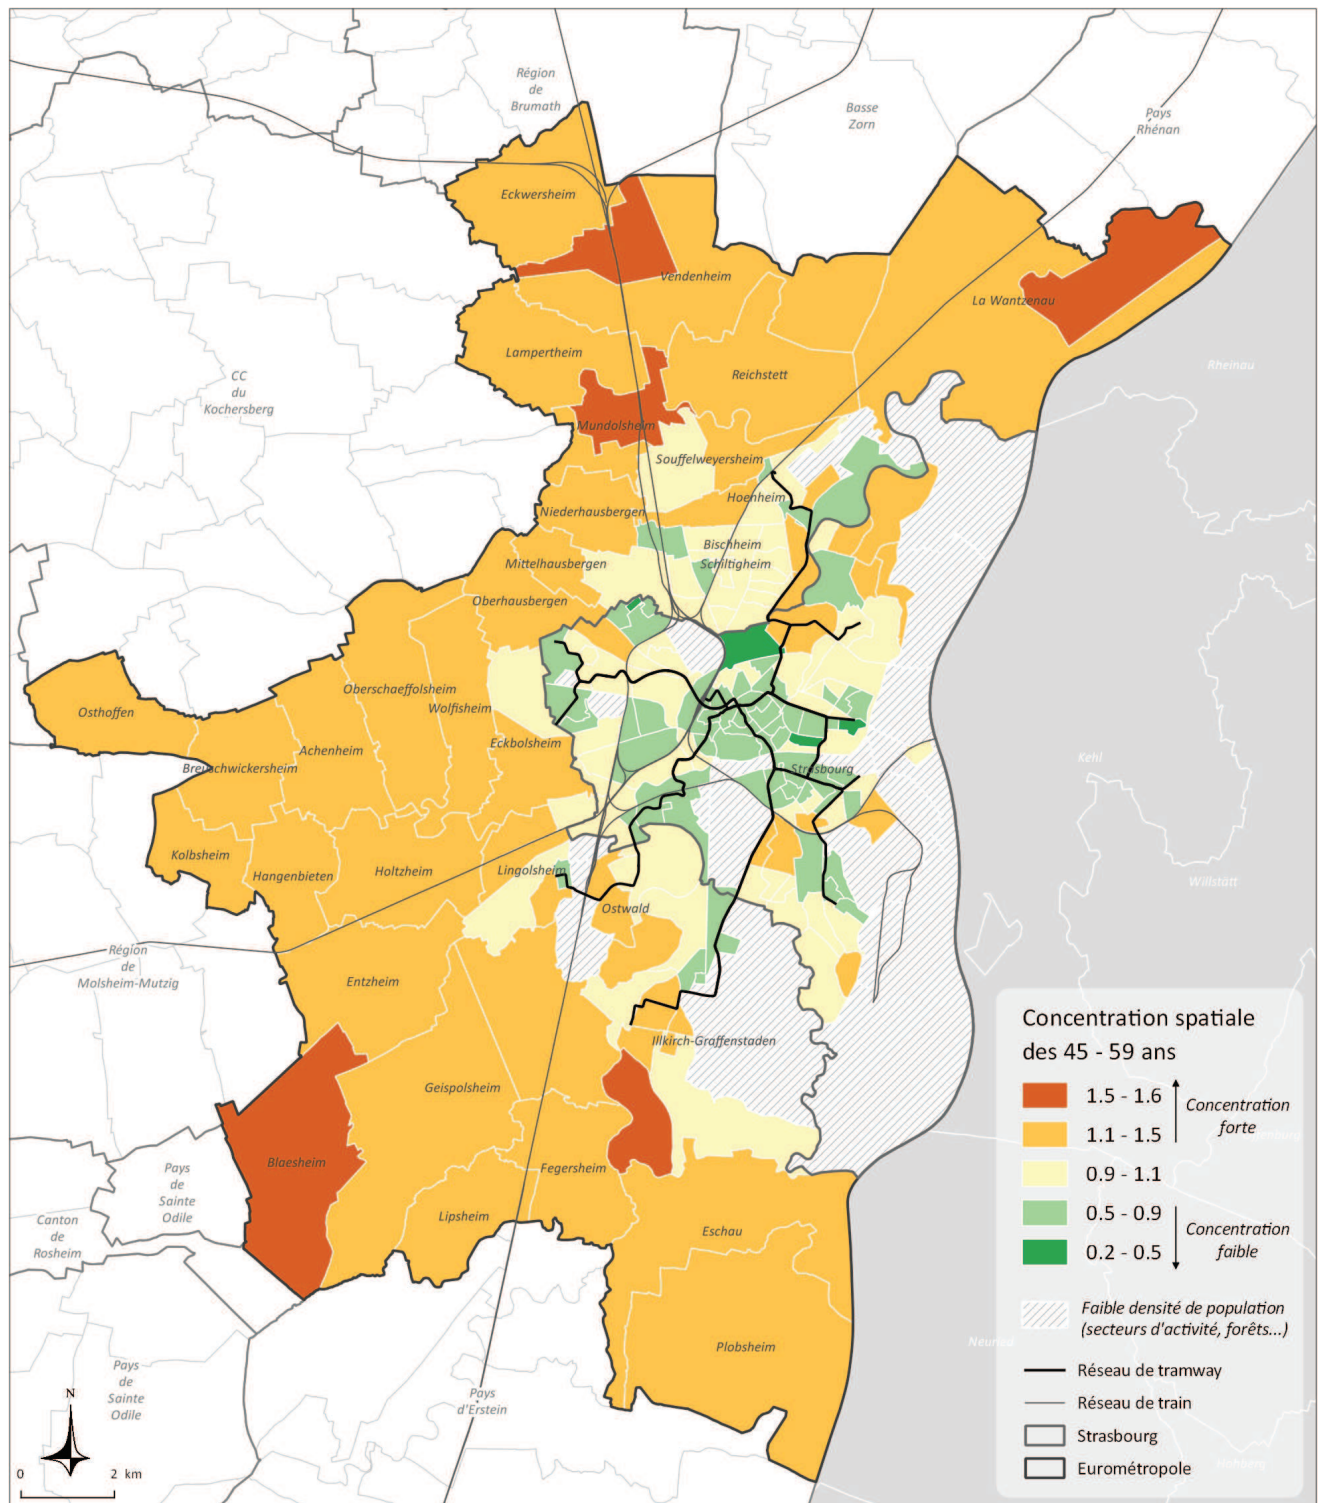 Région
de
Brumath
Basse
Zorn
Pays
Rhénan
Eckwersheim
Vendenheim
La Wantzenau
Lampertheim
Reichstett
Rheinau
CC
du
Kochersberg
Mundolsheim
Souffelweyersheim
Hoenheim
Niederhausbergen
Bischheim
Schiltigheim
Mittelhausbergen
Oberhausbergen
Oberschaeffolsheim
Wolfisheim
Osthoffen
Eckbolsheim
Achenheim
Breuschwickersheim
Strasbourg
Kehl
Kolbsheim
Hangenbieten
Holtzheim
Lingolsheim
Willstätt
Ostwald
Région
de
Molsheim-Mutzig
Entzheim
Illkirch-Graffenstaden
Geispolsheim
Blaesheim
Fegersheim
Pays
de
Sainte
Odile
Canton
de
Rosheim
Lipsheim
Eschau
Plobsheim
Pays
de
Sainte
Odile
Pays
d'Erstein
N
0 2 km
Concentration spatiale
des 45 - 59 ans
1.5 - 1.6
1.1 - 1.5
0.9 - 1.1
0.5 - 0.9
0.2 - 0.5
Concentration
forte
Concentration
faible
Faible densité de population
(secteurs d'activité, forêts...)
Réseau de tramway
Réseau de train
Strasbourg
Eurométropole